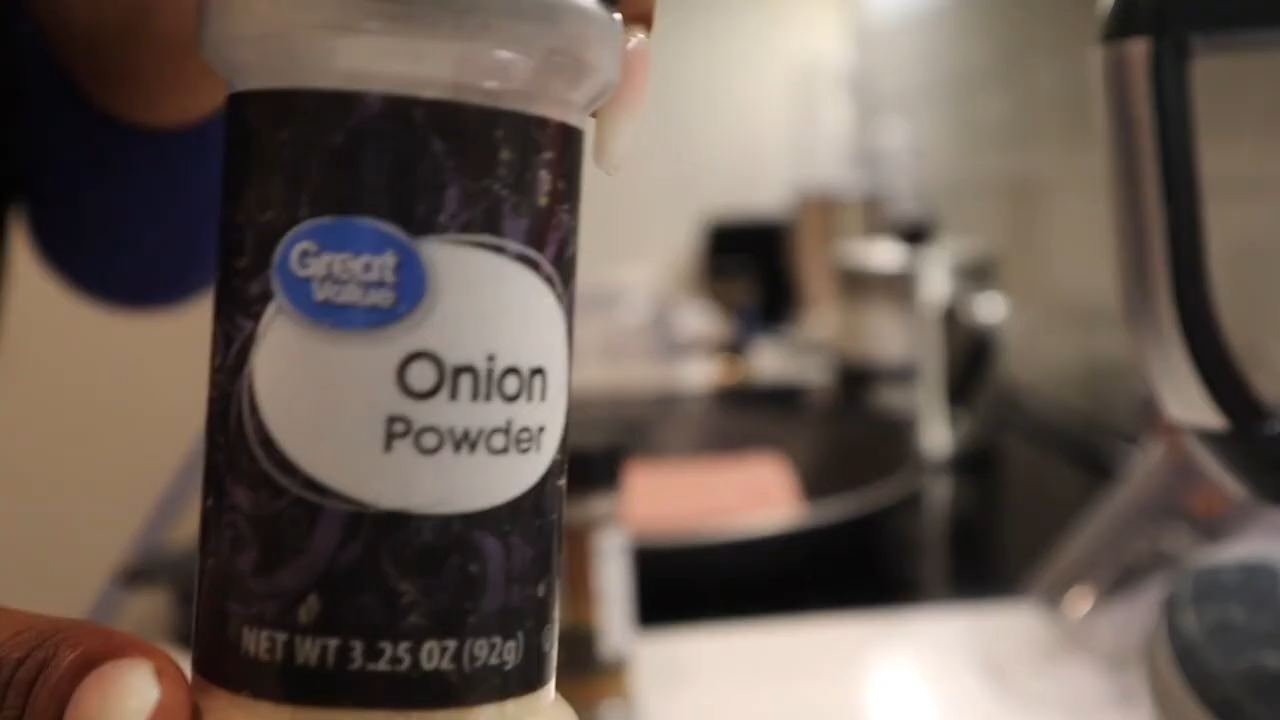 Great
Value
Onion
Powder
NET WT 3.25 OZ (92g)